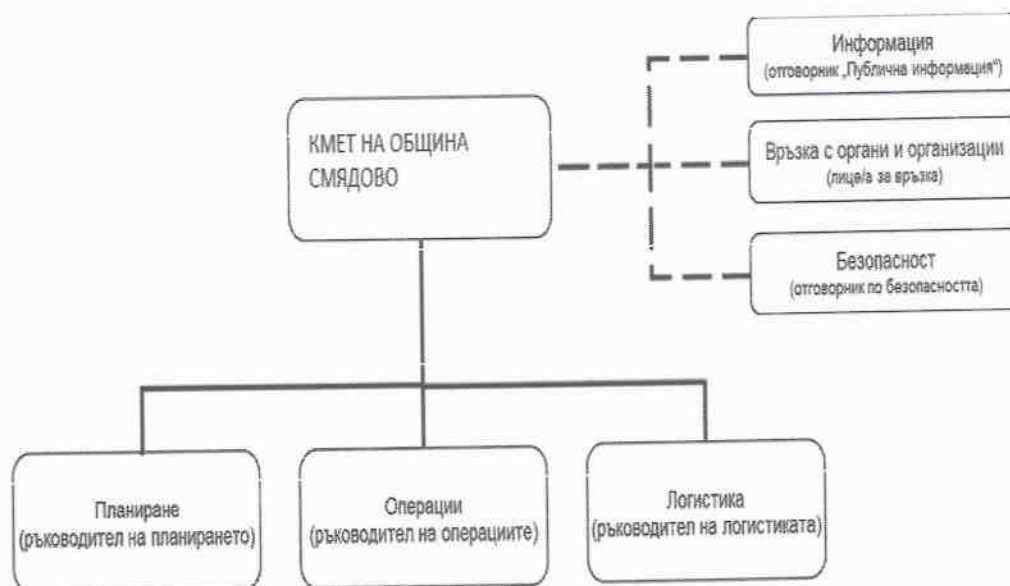 Информация
(отговорник „Публична информация“)
КМЕТ НА ОБЩИНА
СМЯДОВО
Връзка с органи и организации
(лице/а за връзка)
Безопасност
(отговорник по безопасността)
Планиране
(ръководител на планирането)
Операции
(ръководител на операциите)
Логистика
(ръководител на логистиката)